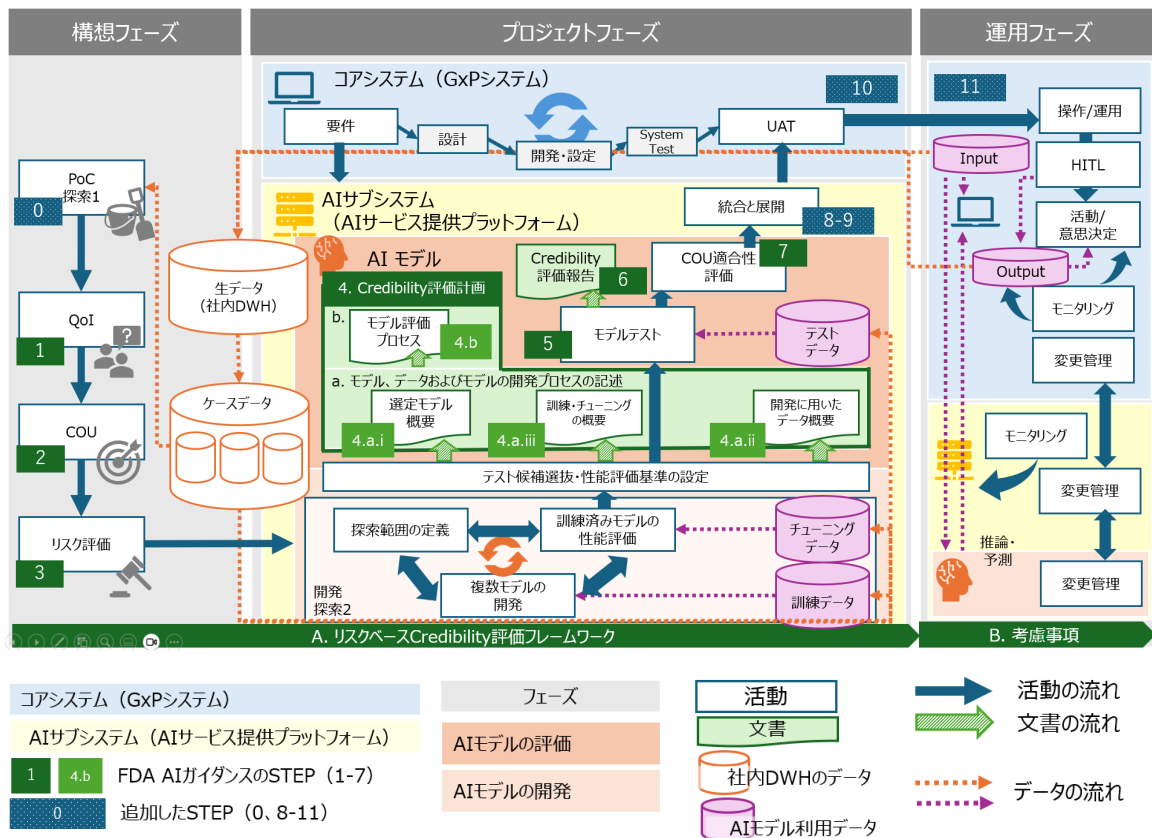 構想フェーズ
プロジェクトフェーズ
運用フェーズ
コアシステム（GxPシステム）
10
11
要件
設計
開発・設定
System
Test
UAT
操作/運用
Input
HITL
活動/
意思決定
Output
モニタリング
変更管理
PoC
探索1
0
QoI
1
?
COU
2
リスク評価
3
生データ
（社内DWH）
ケースデータ
AIサブシステム
（AIサービス提供プラットフォーム）
統合と展開
8-9
AI モデル
Credibility
評価報告
6
COU適合性
評価
7
4. Credibility評価計画
b.
モデル評価
プロセス
4.b
5
モデルテスト
テスト
データ
a. モデル、データおよびモデルの開発プロセスの記述
選定モデル
概要
4.a.i
訓練・チューニング
の概要
4.a.iii
開発に用いた
データ概要
4.a.ii
テスト候補選抜・性能評価基準の設定
探索範囲の定義
訓練済みモデルの
性能評価
複数モデルの
開発
開発
探索2
チューニング
データ
訓練データ
モニタリング
変更管理
推論・
予測
変更管理
A. リスクベースCredibility評価フレームワーク
B. 考慮事項
コアシステム（GxPシステム）
AIサブシステム（AIサービス提供プラットフォーム）
1
4.b
FDA AIガイダンスのSTEP（1-7）
0
追加したSTEP（0、8-11）
フェーズ
AIモデルの評価
AIモデルの開発
活動
文書
社内DWHのデータ
AIモデル利用データ
活動の流れ
文書の流れ
データの流れ